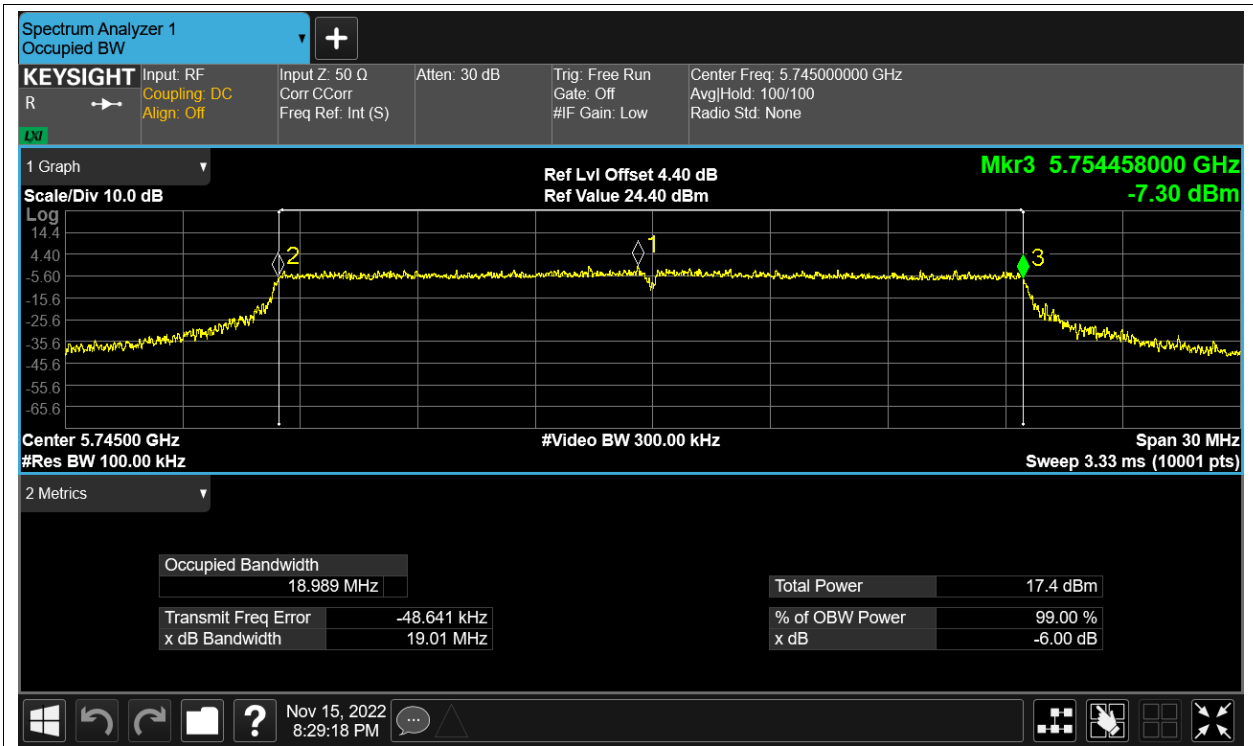 Spectrum Analyzer 1
Occupied BW
KEYSIGHT
R
LXI
Input: RF
Coupling: DC
Align: Off
Input Z: 50 Ω
Corr CCorr
Freq Ref: Int (S)
Atten: 30 dB
Trig: Free Run
Gate: Off
#IF Gain: Low
Center Freq: 5.745000000 GHz
Avg|Hold: 100/100
Radio Std: None
1 Graph
Scale/Div 10.0 dB
Ref Lvl Offset 4.40 dB
Ref Value 24.40 dBm
Mkr3 5.754458000 GHz
-7.30 dBm
Log
14.4
4.40
-5.60
-15.6
-25.6
-35.6
-45.6
-55.6
-65.6
2
1
3
Center 5.74500 GHz
#Res BW 100.00 kHz
#Video BW 300.00 kHz
Span 30 MHz
Sweep 3.33 ms (10001 pts)
2 Metrics
Occupied Bandwidth
18.989 MHz
Transmit Freq Error -48.641 kHz
x dB Bandwidth 19.01 MHz
Total Power 17.4 dBm
% of OBW Power 99.00 %
x dB -6.00 dB
?
Nov 15, 2022
8:29:18 PM